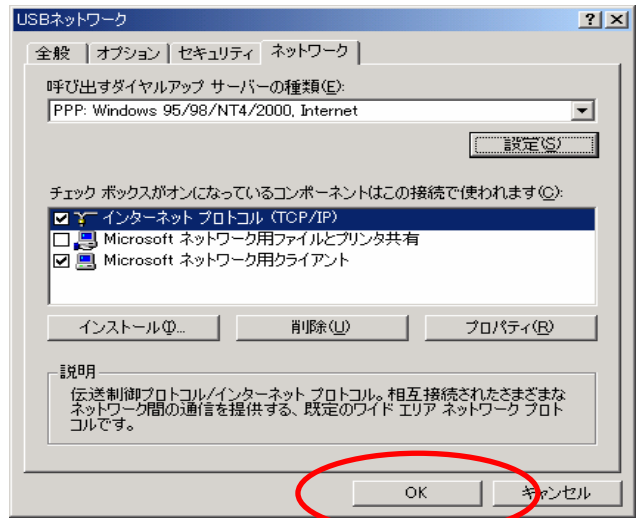 USBネットワーク
全般 オプション セキュリティ ネットワーク
呼び出すダイヤルアップ サーバーの種類(E):
PPP: Windows 95/98/NT4/2000, Internet
設定(S)
チェック ボックスがオンになっているコンポーネントはこの接続で使われます(C):
インターネット プロトコル (TCP/IP)
Microsoft ネットワーク用ファイルとプリンタ共有
Microsoft ネットワーク用クライアント
インストール(I)... 削除(U) プロパティ(R)
説明
伝送制御プロトコル/インターネット プロトコル。相互接続されたさまざまな
ネットワーク間の通信を提供する、既定のワイド エリア ネットワーク プロト
コルです。
OK キャンセル